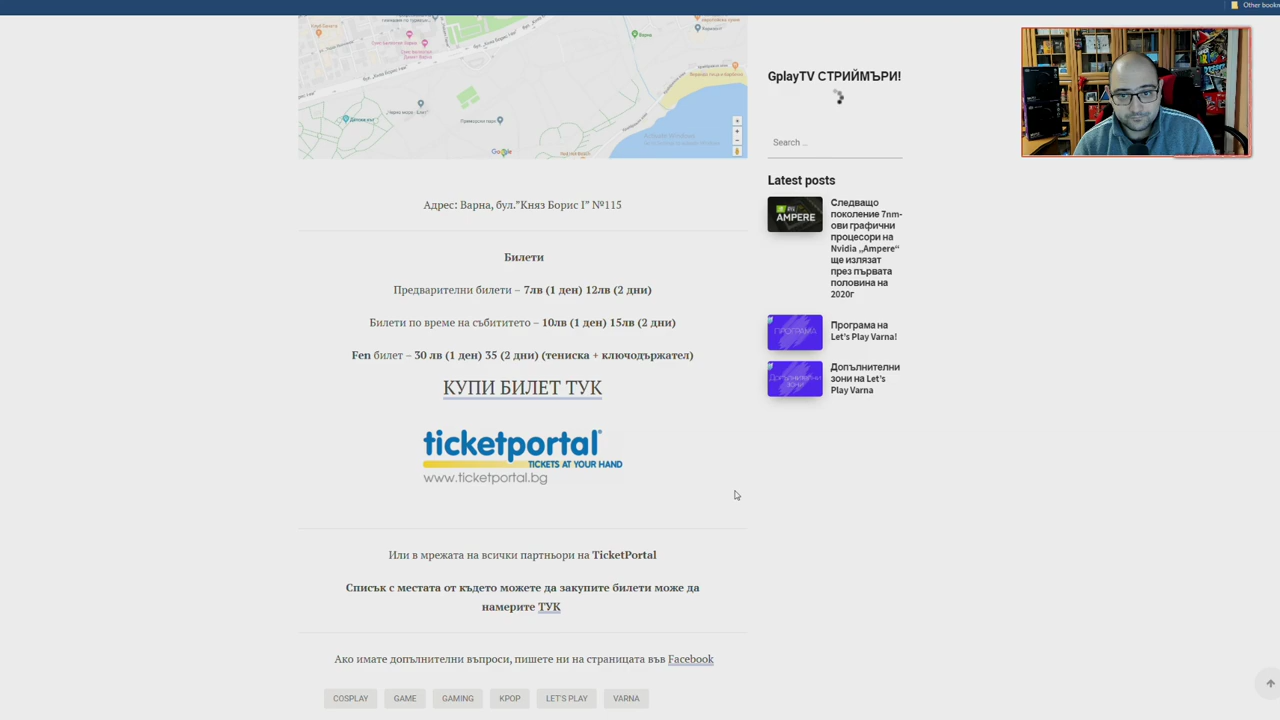 Other bookm
Варна
Google
GplayTV СТРИЙМЪРИ!
Search ...
Адрес: Варна, бул."Княз Борис I" №115
Latest posts
AMPERE
Следващо
поколение 7nm-
ови графични
процесори на
Nvidia „Ampere“
ще излязат
през първата
половина на
2020г
Билети
Предварителни билети – 7лв (1 ден) 12лв (2 дни)
Билети по време на събититето – 10лв (1 ден) 15лв (2 дни)
ПРОГРАМА
Програма на
Let's Play Varna!
Fen билет – 30 лв (1 ден) 35 (2 дни) (тениска + ключодържател)
Допълнителни
зони на Let's
Play Varna
КУПИ БИЛЕТ ТУК
ticketportal
TICKETS AT YOUR HAND
www.ticketportal.bg
Или в мрежата на всички партньори на TicketPortal
Списък с местата от където можете да закупите билети може да
намерите ТУК
Ако имате допълнителни въпроси, пишете ни на страницата във Facebook
COSPLAY GAME GAMING KPOP LET'S PLAY VARNA